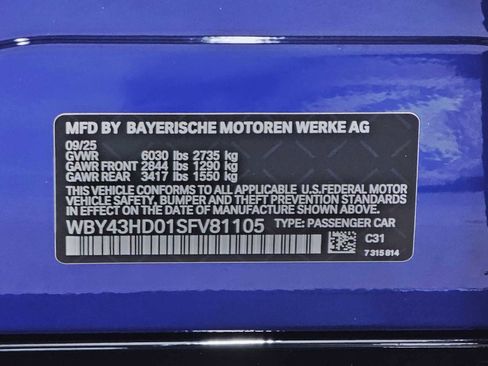 MFD BY BAYERISCHE MOTOREN WERKE AG
09/25
GVWR 6030 lbs 2735 kg
GAWR FRONT 2844 lbs 1290 kg
GAWR REAR 3417 lbs 1550 kg
THIS VEHICLE CONFORMS TO ALL APPLICABLE U.S.FEDERAL MOTOR
VEHICLE SAFETY, BUMPER AND THEFT PREVENTION STANDARDS
IN EFFECT ON THE DATE OF MANUFACTURE SHOWN ABOVE.
WBY43HD01SFV81105 TYPE: PASSENGER CAR
C31
7315814